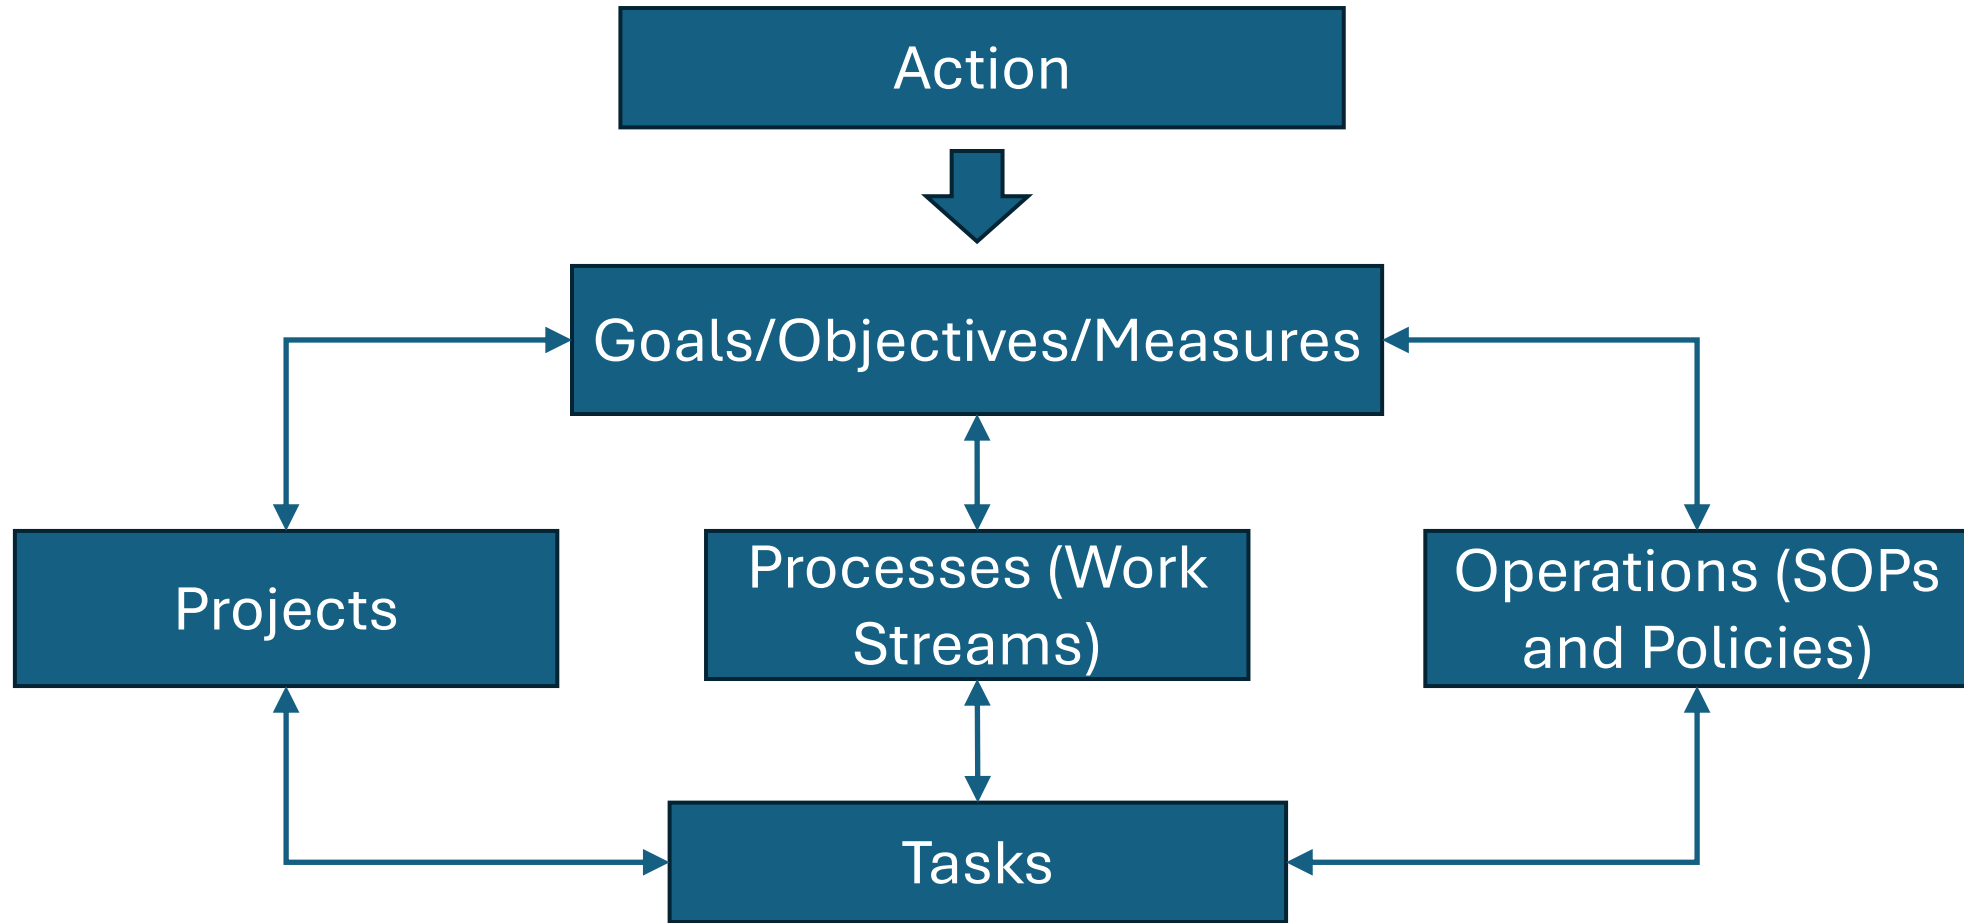 Action
Goals/Objectives/Measures
Projects
Processes (Work
Streams)
Operations (SOPs
and Policies)
Tasks